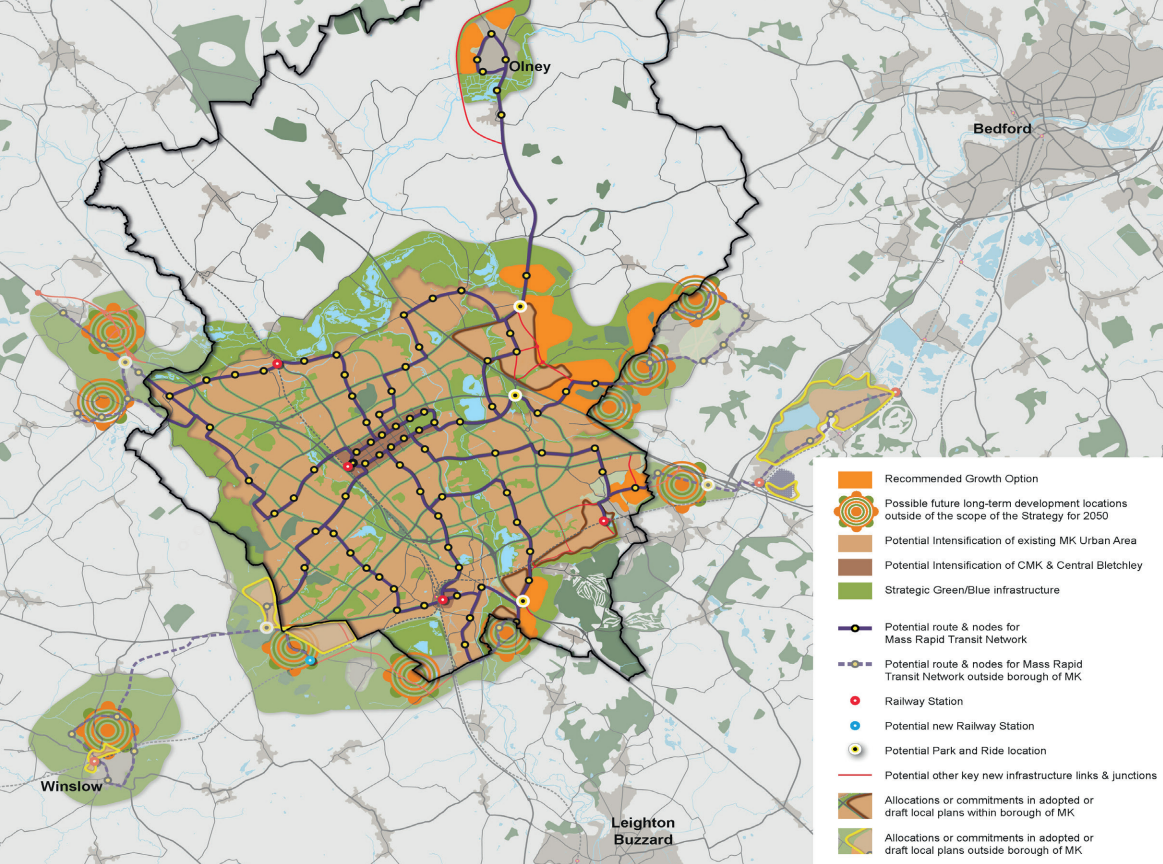 Olney
Bedford
Winslow
Leighton
Buzzard
Recommended Growth Option
Possible future long-term development locations
outside of the scope of the Strategy for 2050
Potential Intensification of existing MK Urban Area
Potential Intensification of CMK & Central Bletchley
Strategic Green/Blue infrastructure
Potential route & nodes for
Mass Rapid Transit Network
Potential route & nodes for Mass Rapid
Transit Network outside borough of MK
Railway Station
Potential new Railway Station
Potential Park and Ride location
Potential other key new infrastructure links & junctions
Allocations or commitments in adopted or
draft local plans within borough of MK
Allocations or commitments in adopted or
draft local plans outside borough of MK